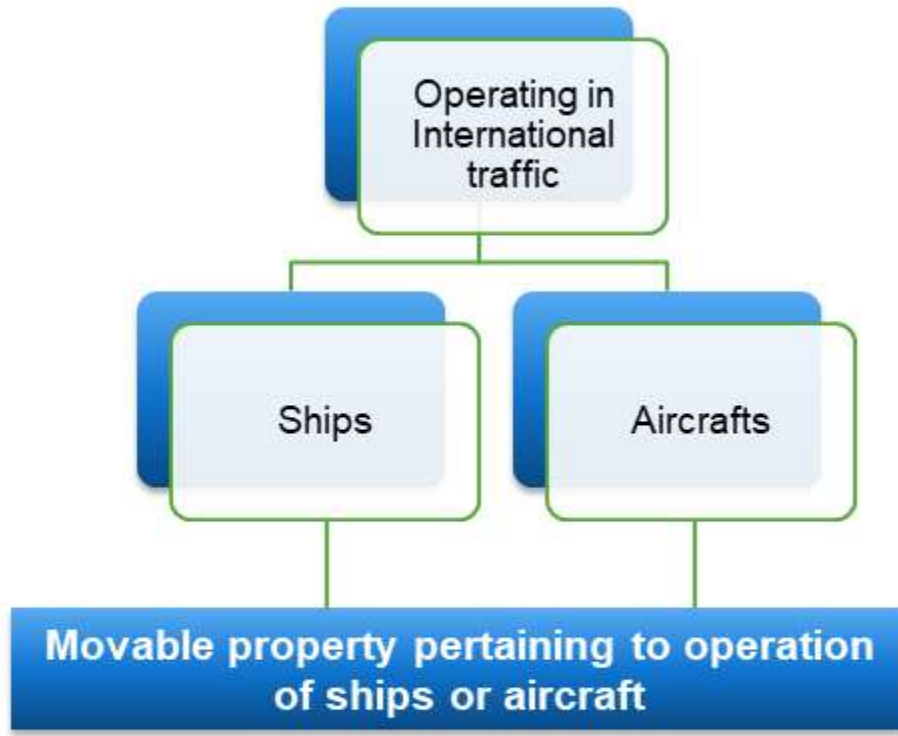 Operating in
International
traffic
Ships
Aircrafts
Movable property pertaining to operation
of ships or aircraft